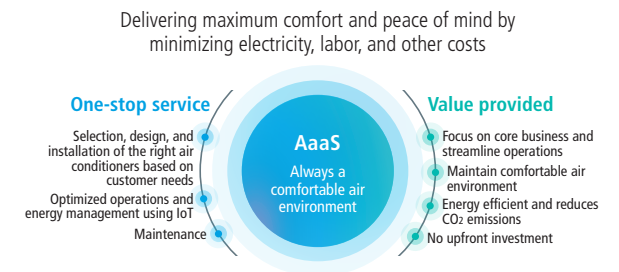 Delivering maximum comfort and peace of mind by
minimizing electricity, labor, and other costs
One-stop service
Selection, design, and
installation of the right air
conditioners based on
customer needs
Optimized operations and
energy management using IoT
Maintenance
AaaS
Always a
comfortable air
environment
Value provided
Focus on core business and
streamline operations
Maintain comfortable air
environment
Energy efficient and reduces
CO₂ emissions
No upfront investment